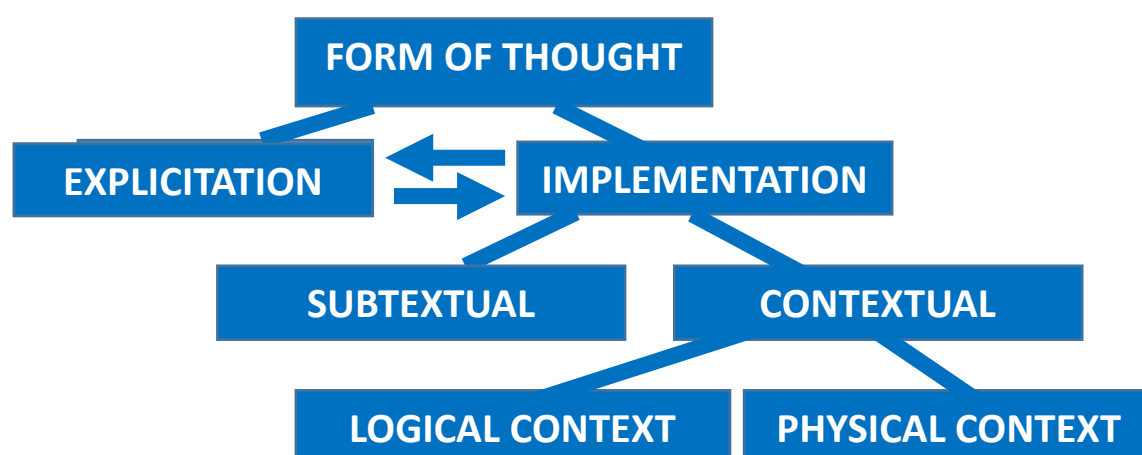 FORM OF THOUGHT
EXPLICITATION
IMPLEMENTATION
SUBTEXTUAL
CONTEXTUAL
LOGICAL CONTEXT
PHYSICAL CONTEXT